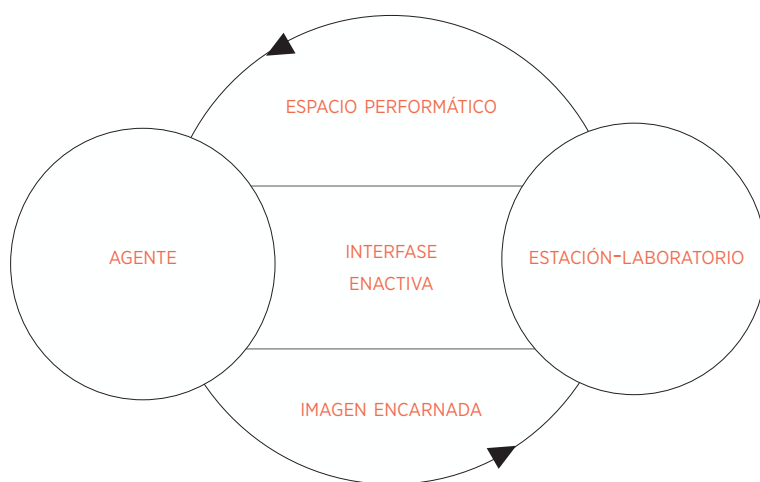 ESPACIO PERFORMÁTICO
AGENTE
INTERFASE
ENACTIVA
ESTACIÓN-LABORATORIO
IMAGEN ENCARNADA